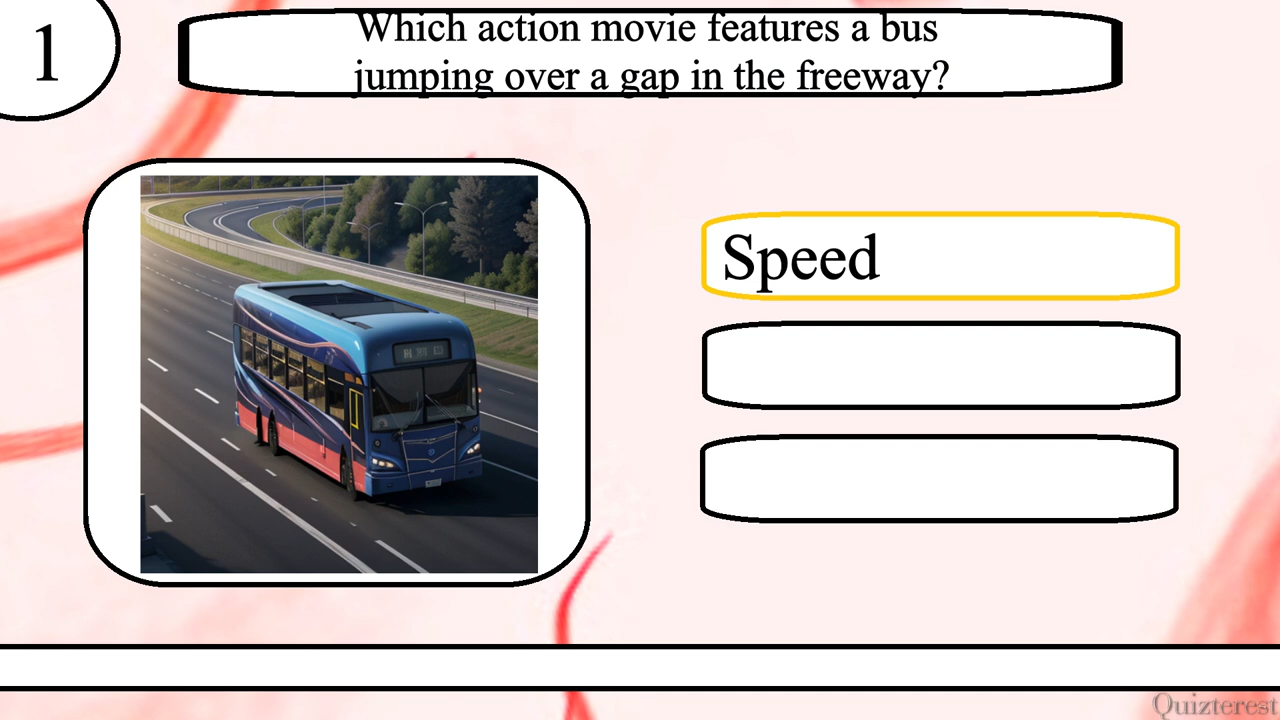 1
Which action movie features a bus
jumping over a gap in the freeway?
Speed
Quizterest